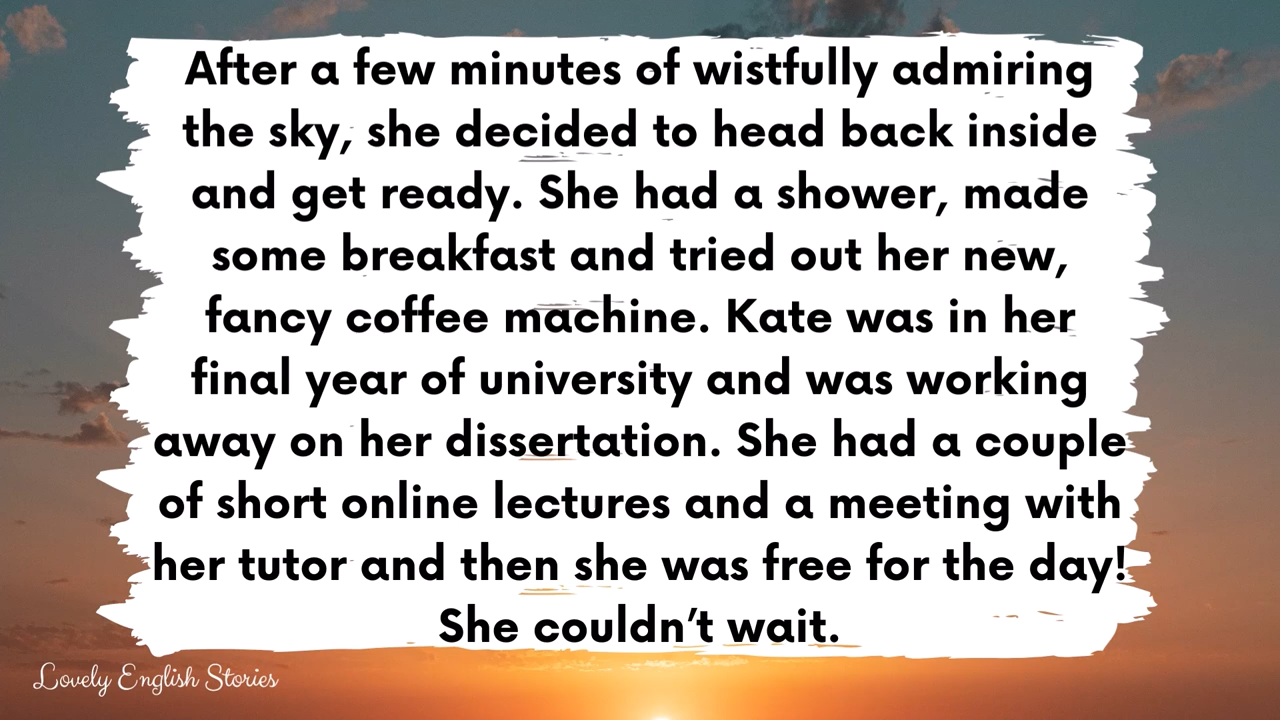 After a few minutes of wistfully admiring
the sky, she decided to head back inside
and get ready. She had a shower, made
some breakfast and tried out her new,
fancy coffee machine. Kate was in her
final year of university and was working
away on her dissertation. She had a couple
of short online lectures and a meeting with
her tutor and then she was free for the day!
She couldn’t wait.
Lovely English Stories